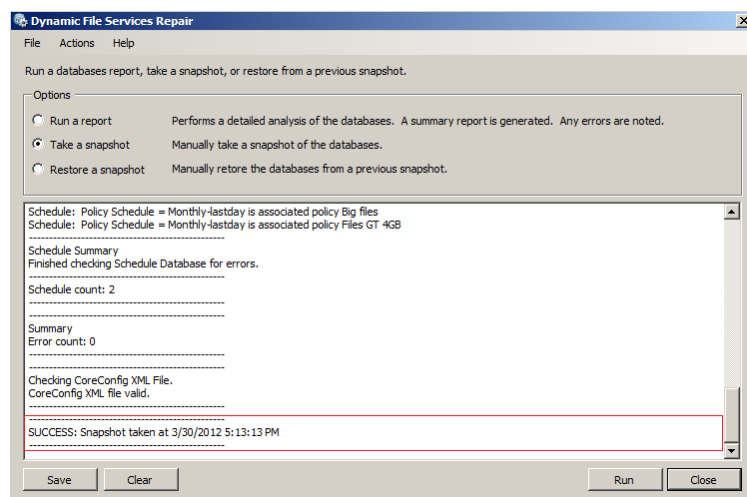 Dynamic File Services Repair
File Actions Help
Run a databases report, take a snapshot, or restore from a previous snapshot.
Options
Run a report Performs a detailed analysis of the databases. A summary report is generated. Any errors are noted.
Take a snapshot Manually take a snapshot of the databases.
Restore a snapshot Manually retore the databases from a previous snapshot.
Schedule: Policy Schedule = Monthly-lastday is associated policy Big files
Schedule: Policy Schedule = Monthly-lastday is associated policy Files GT 4GB
--------------------------------------------------
Schedule Summary
Finished checking Schedule Database for errors.
--------------------------------------------------
Schedule count: 2
--------------------------------------------------
--------------------------------------------------
Summary
Error count: 0
--------------------------------------------------
--------------------------------------------------
Checking CoreConfig XML File.
CoreConfig XML file valid.
--------------------------------------------------
--------------------------------------------------
SUCCESS: Snapshot taken at 3/30/2012 5:13:13 PM
--------------------------------------------------
Save Clear Run Close